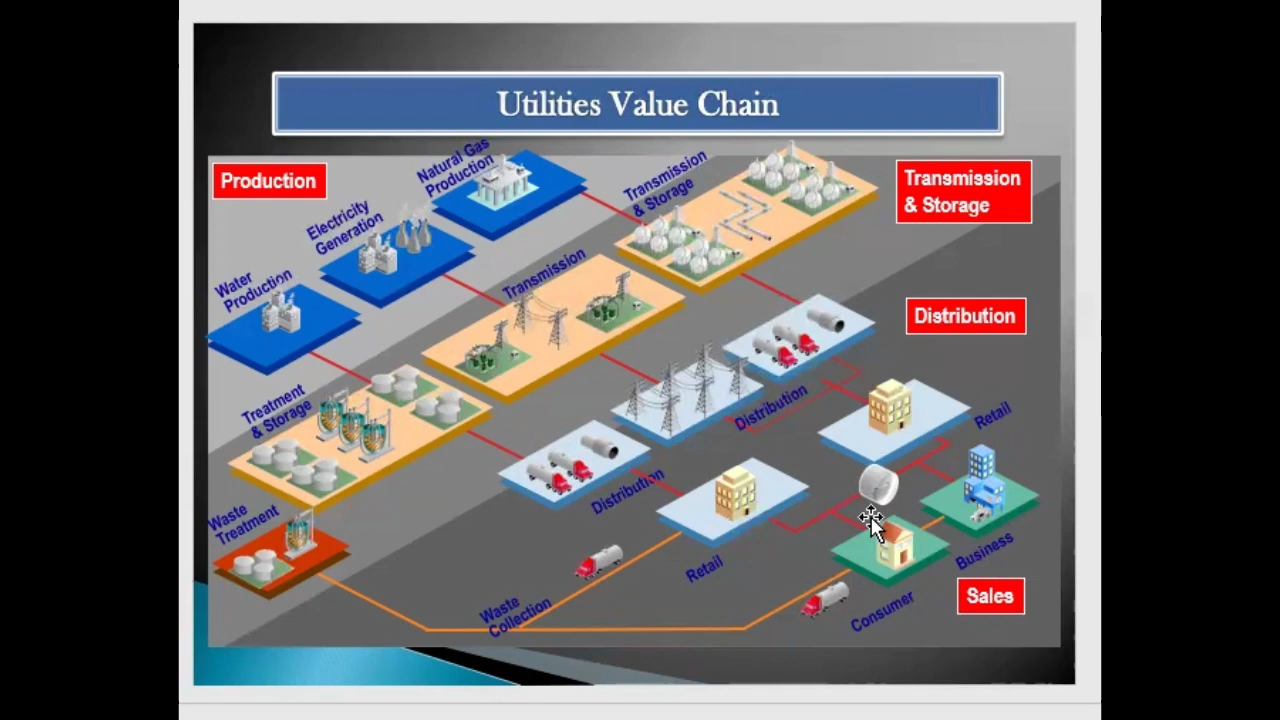 Utilities Value Chain
Production
Natural Gas
Production
Transmission
& Storage
Transmission
& Storage
Electricity
Generation
Water
Production
Transmission
Distribution
Treatment
& Storage
Distribution
Retail
Distribution
Waste
Treatment
Retail
Business
Sales
Waste
Collection
Consumer